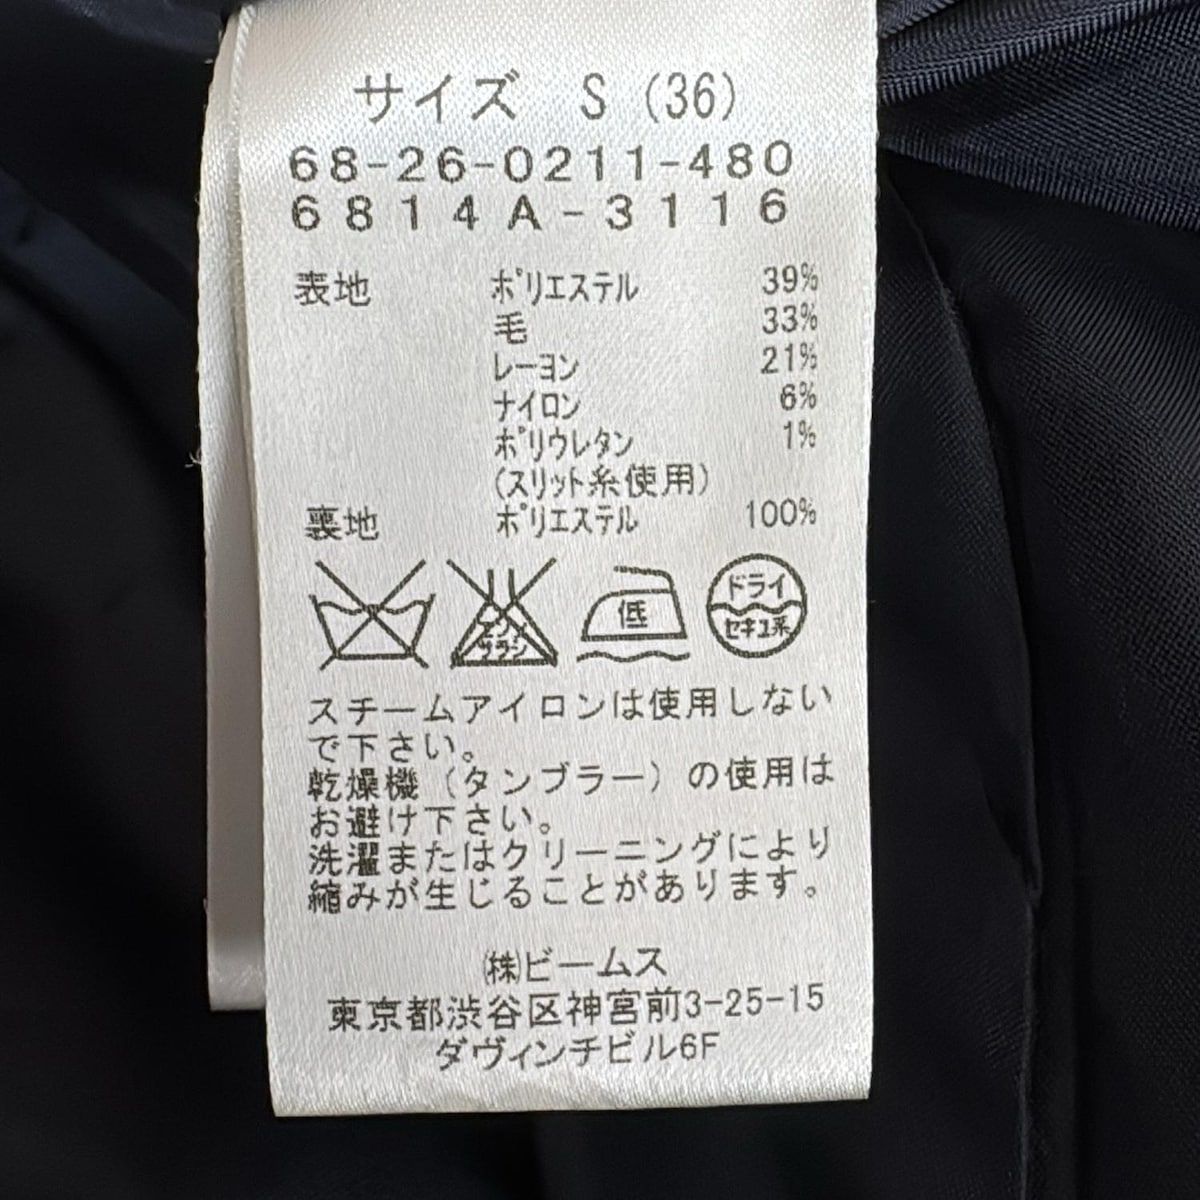 サイズ S (36)
68-26-0211-480
6814A-3116
表地 ポリエステル 39%
毛 33%
レーヨン 21%
ナイロン 6%
ポリウレタン 1%
(スリット糸使用)
裏地 ポリエステル 100%
エンソ
サラシ
低
ドライ
セキユ系
スチームアイロンは使用しない
で下さい。
乾燥機(タンブラー)の使用は
お避け下さい。
洗濯またはクリーニングにより
縮みが生じることがあります。
㈱ビームス
東京都渋谷区神宮前3-25-15
ダヴィンチビル6F